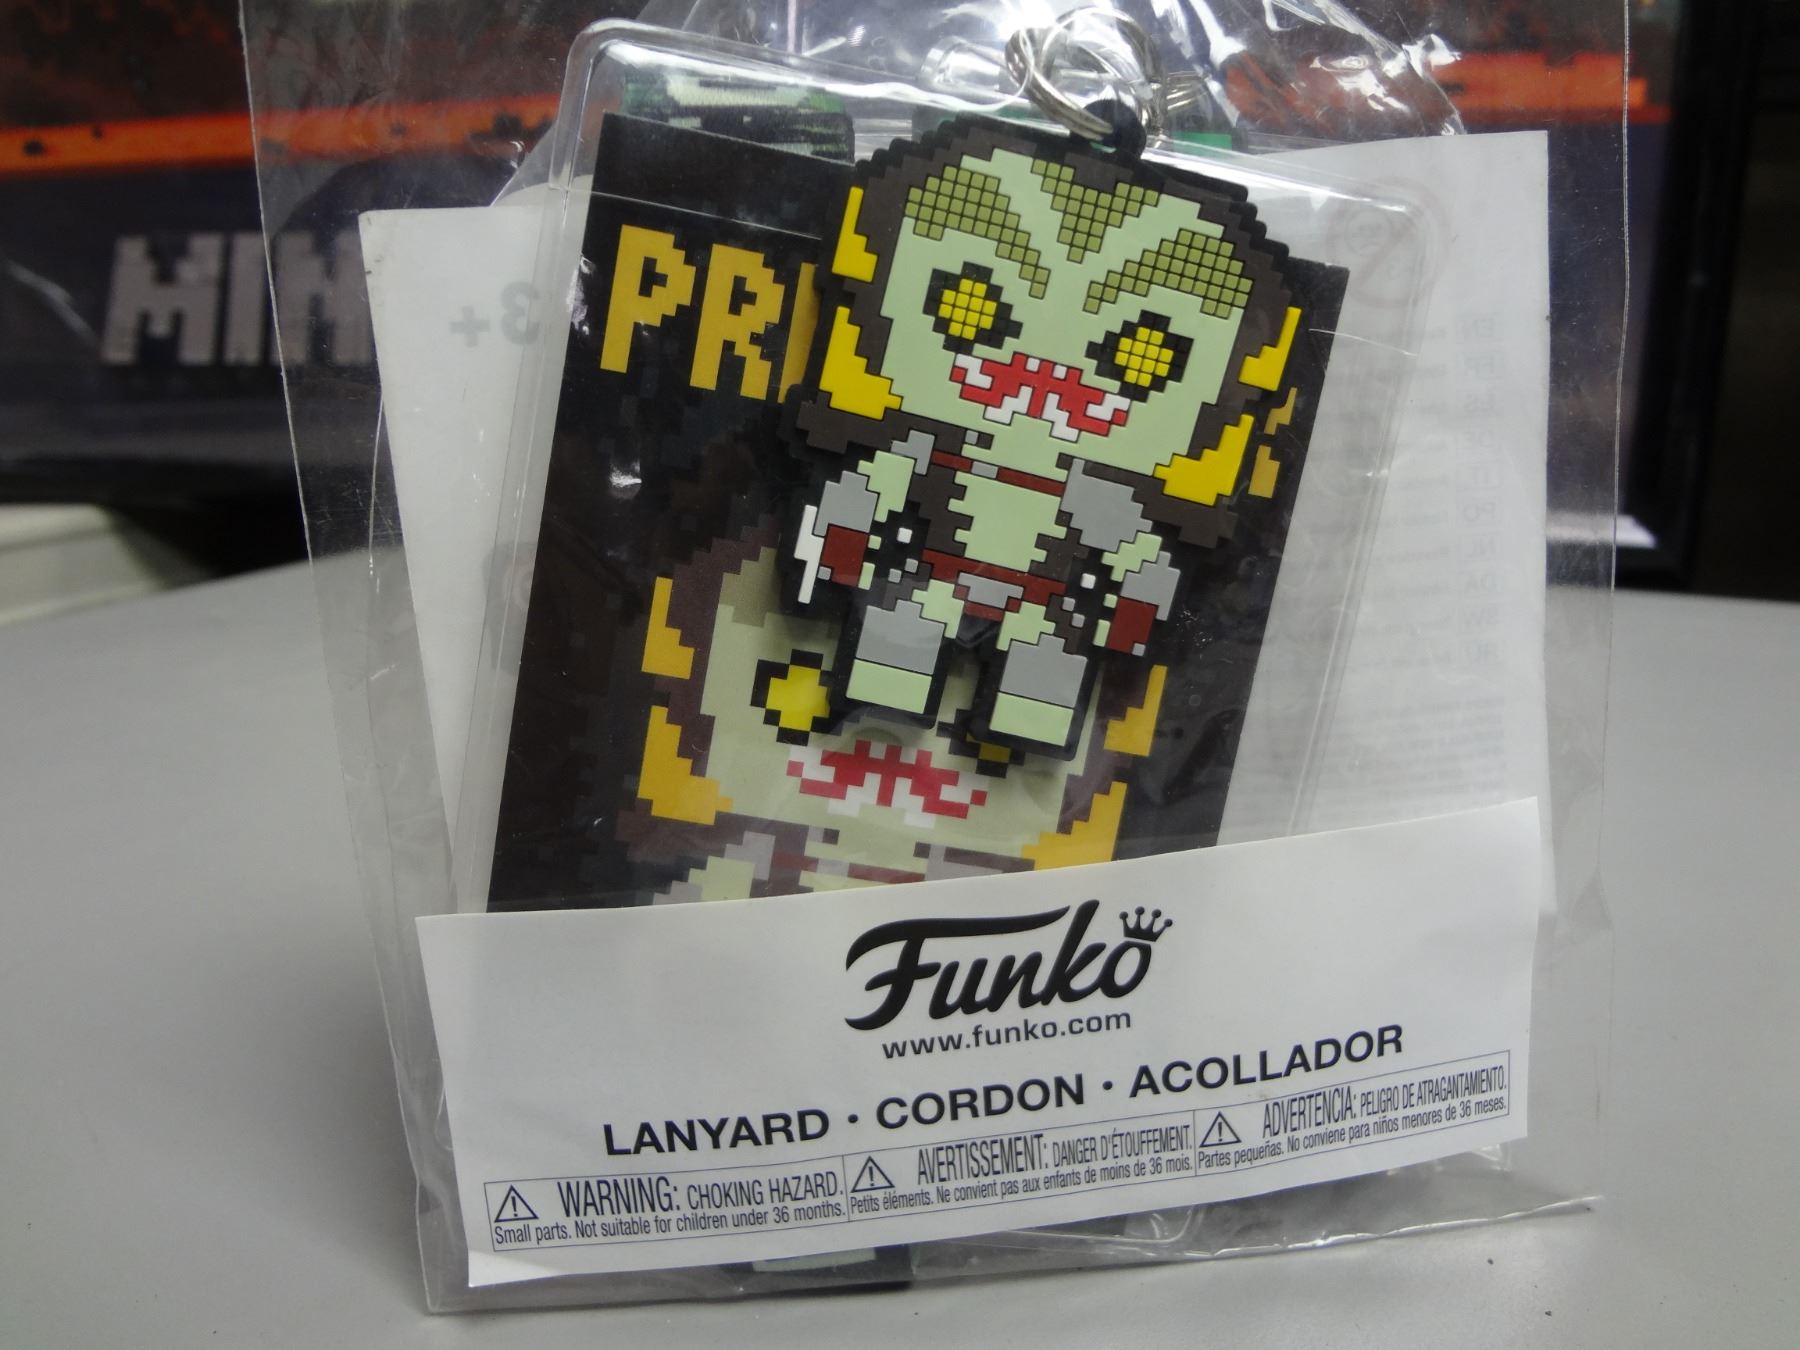 MIN
3+
PRI
Funko
www.funko.com
LANYARD · CORDON · ACOLLADOR
WARNING: CHOKING HAZARD.
Small parts. Not suitable for children under 36 months.
AVERTISSEMENT: DANGER D'ÉTOUFFEMENT.
Petits éléments. Ne convient pas aux enfants de moins de 36 mois.
ADVERTENCIA: PELIGRO DE ATRAGANTAMIENTO.
Partes pequeñas. No conviene para niños menores de 36 meses.